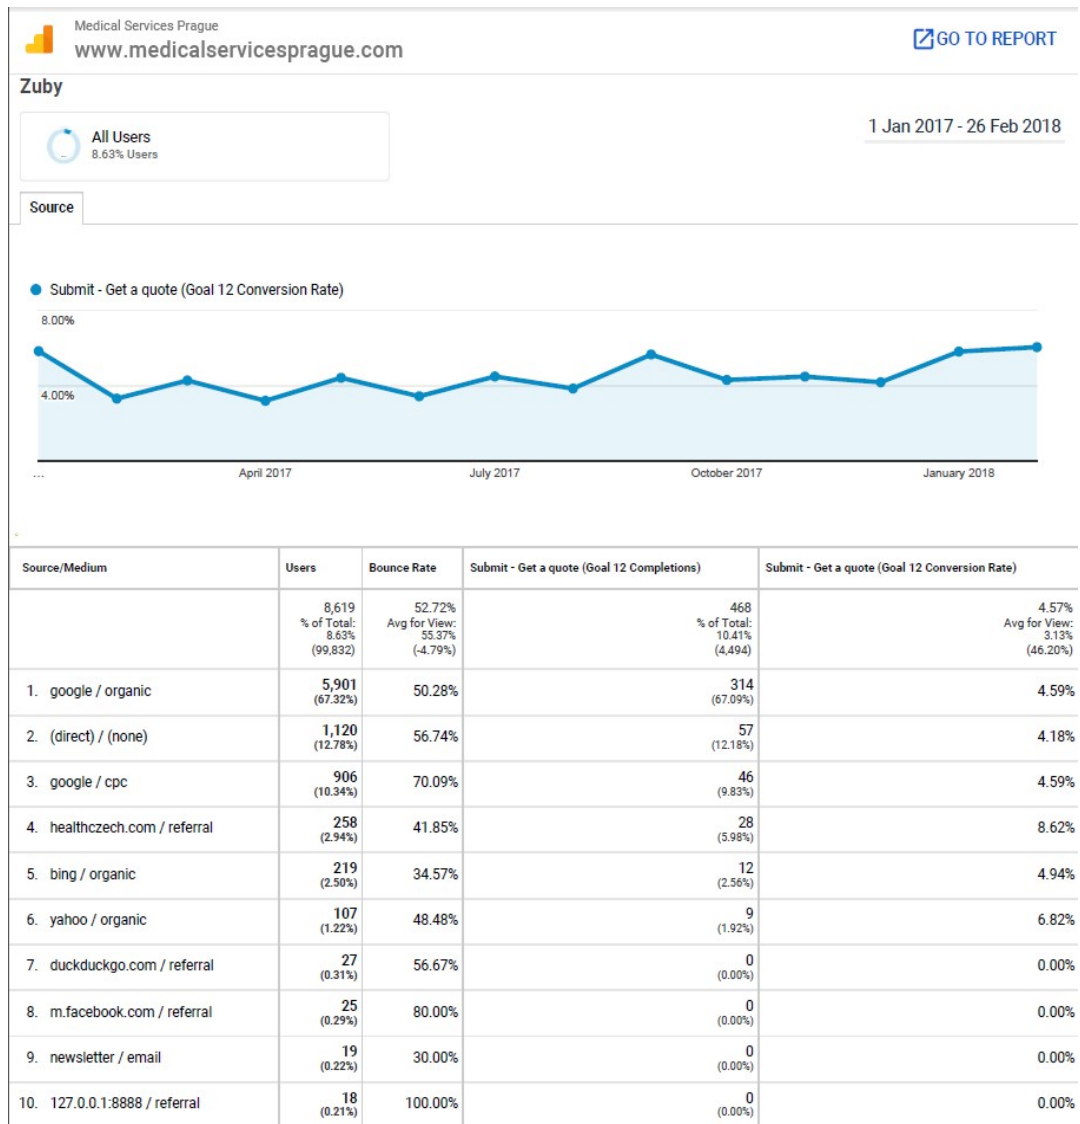 Medical Services Prague
www.medicalservicesprague.com
GO TO REPORT
Zuby
All Users
8.63% Users
1 Jan 2017 - 26 Feb 2018
Source
Submit - Get a quote (Goal 12 Conversion Rate)
8.00%
4.00%
... April 2017 July 2017 October 2017 January 2018
Source/Medium Users Bounce Rate Submit - Get a quote (Goal 12 Completions) Submit - Get a quote (Goal 12 Conversion Rate)
8,619 52.72% 468 4.57%
% of Total: Avg for View: % of Total: Avg for View:
8.63% 55.37% 10.41% 3.13%
(99,832) (-4.79%) (4,494) (46.20%)
1. google / organic 5,901 50.28% 314 4.59%
(67.32%) (67.09%)
2. (direct) / (none) 1,120 56.74% 57 4.18%
(12.78%) (12.18%)
3. google / cpc 906 70.09% 46 4.59%
(10.34%) (9.83%)
4. healthczech.com / referral 258 41.85% 28 8.62%
(2.94%) (5.98%)
5. bing / organic 219 34.57% 12 4.94%
(2.50%) (2.56%)
6. yahoo / organic 107 48.48% 9 6.82%
(1.22%) (1.92%)
7. duckduckgo.com / referral 27 56.67% 0 0.00%
(0.31%) (0.00%)
8. m.facebook.com / referral 25 80.00% 0 0.00%
(0.29%) (0.00%)
9. newsletter / email 19 30.00% 0 0.00%
(0.22%) (0.00%)
10. 127.0.0.1:8888 / referral 18 100.00% 0 0.00%
(0.21%) (0.00%)